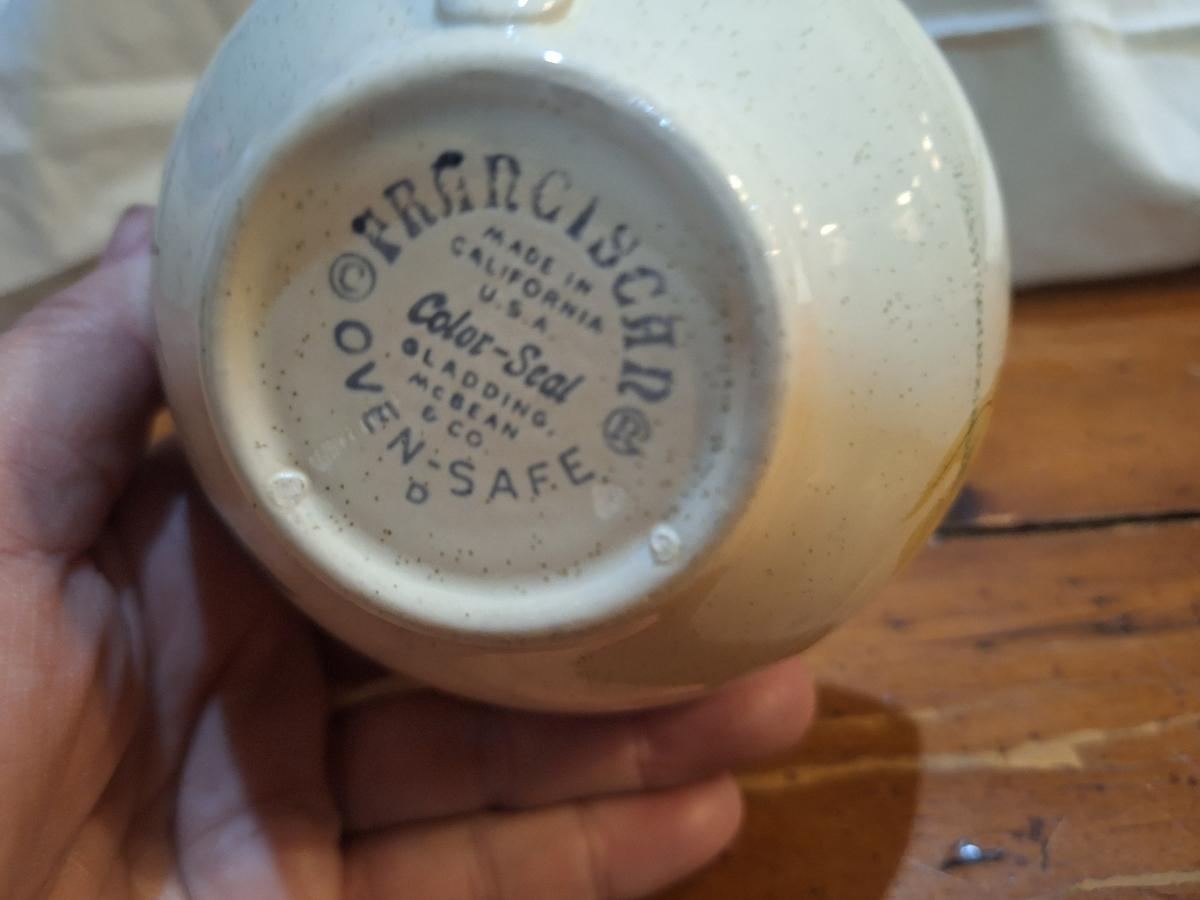 © FRANCISCAN ®
MADE IN
CALIFORNIA
U.S.A.
Color-Seal
GLADDING,
McBEAN
& CO.
OVEN-SAFE
D